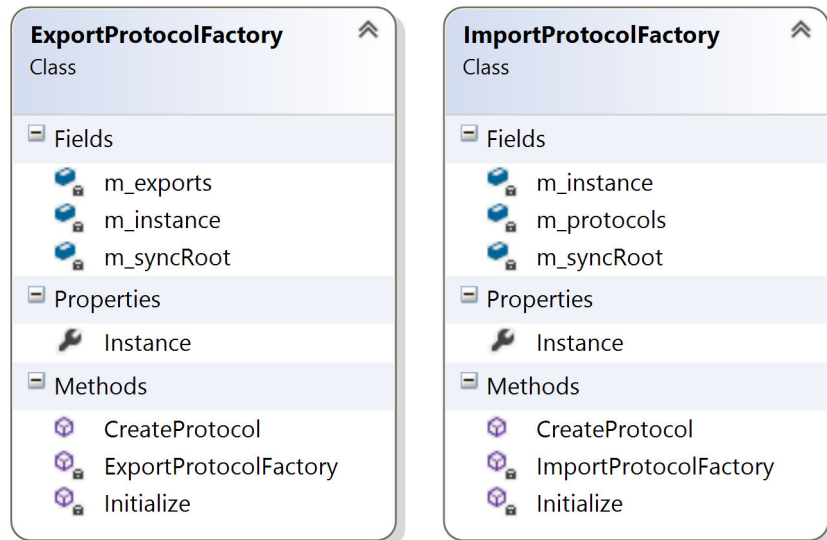 ExportProtocolFactory
Class
Fields
m_exports
m_instance
m_syncRoot
Properties
Instance
Methods
CreateProtocol
ExportProtocolFactory
Initialize
ImportProtocolFactory
Class
Fields
m_instance
m_protocols
m_syncRoot
Properties
Instance
Methods
CreateProtocol
ImportProtocolFactory
Initialize